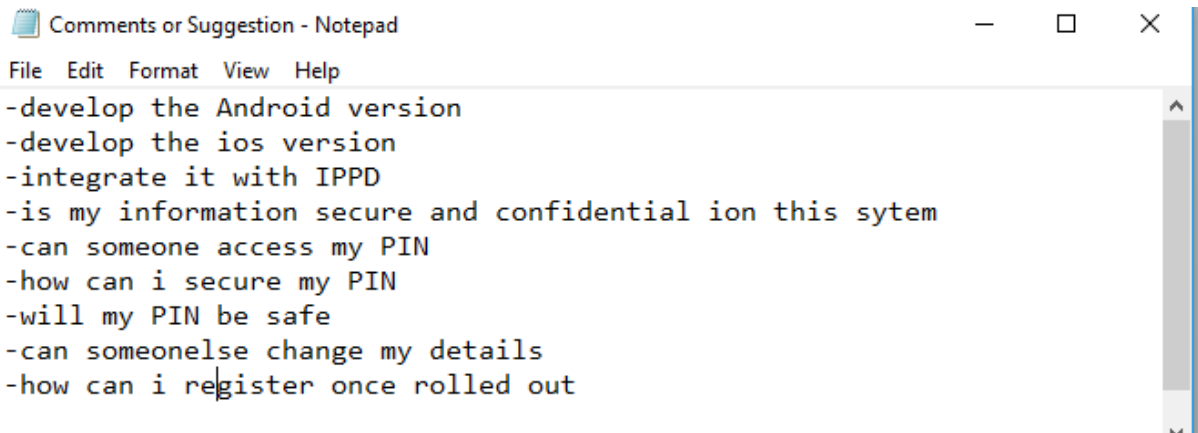 Comments or Suggestion - Notepad
File Edit Format View Help
-develop the Android version
-develop the ios version
-integrate it with IPPD
-is my information secure and confidential ion this sytem
-can someone access my PIN
-how can i secure my PIN
-will my PIN be safe
-can someonelse change my details
-how can i register once rolled out